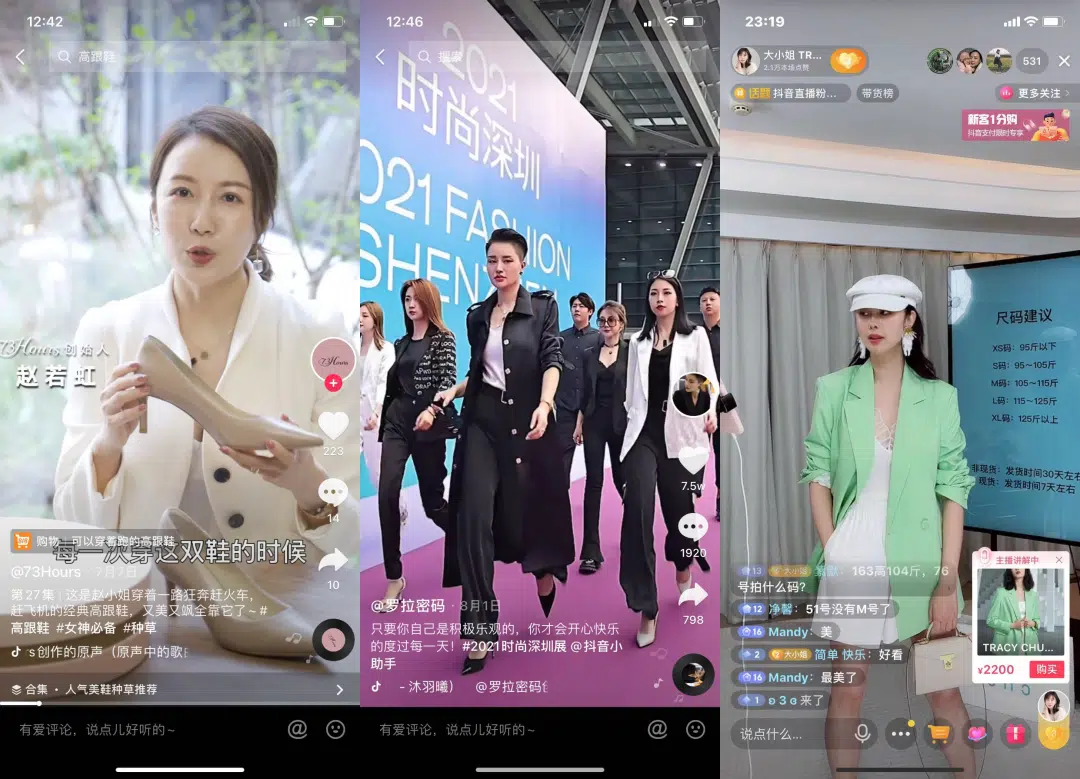 12:42
高跟鞋
73Hours创始人
赵若虹
73Hours
223
14
10
购物
可以穿着跑的高跟鞋
每一次穿这双鞋的时候
@73Hours · 7月7日
第27集｜这是赵小姐穿着一路狂奔赶火车，
赶飞机的经典高跟鞋，又美又飒全靠它了~#
高跟鞋 #女神必备 #种草
s创作的原声（原声中的歌
合集 · 人气美鞋种草推荐
有爱评论，说点儿好听的~
12:46
搜索
2021
时尚深圳
2021 FASHION
SHENZHEN
7.5w
1920
798
@罗拉密码 · 8月1日
只要你自己是积极乐观的，你才会开心快乐
的度过每一天！#2021时尚深圳展 @抖音小
助手
- 沐羽曦）
@罗拉密码
有爱评论，说点儿好听的~
23:19
大小姐 TR...
2.1万本场点赞
531
话题 抖音直播粉...
带货榜
更多关注
新客1分购
抖音支付限时专享
尺码建议
XS码：95斤以下
S码：95～105斤
M码：105～115斤
L码：115～125斤
XL码：125斤以上
非现货：发货时间30天左右
现货：发货时间7天左右
13 大小姐
163高104斤，76
号拍什么码?
12 净馨：51号没有M号了
16 Mandy：美
2 大小姐 简单 快乐：好看
16 Mandy：最美了
1 ʚ 3 ɞ 来了
主播讲解中
TRACY CHU...
¥2200
购买
说点什么...